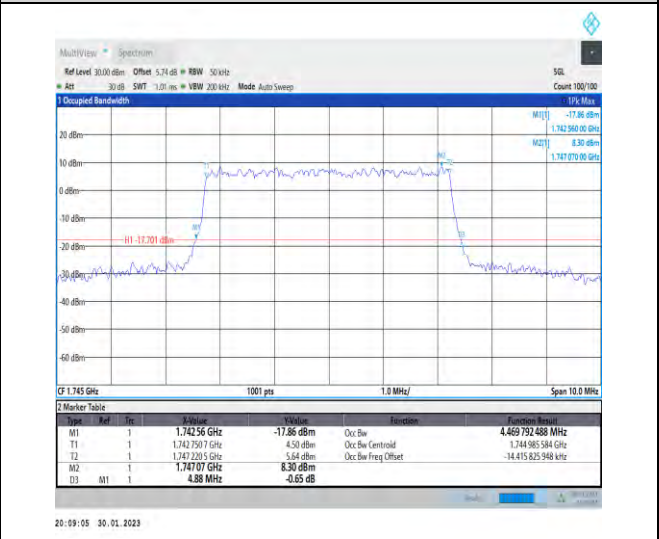 MultiView Spectrum
Ref Level 30.00 dBm Offset 5.74 dB RBW 50 kHz SGL
Att 30 dB SWT 1.01 ms VBW 200 kHz Mode Auto Sweep Count 100/100
1 Occupied Bandwidth 1Pk Max
M1[1] -17.86 dBm
1.742 560 00 GHz
M2[1] 8.30 dBm
1.747 070 00 GHz
20 dBm
M2
T1 T2
10 dBm
0 dBm
-10 dBm
M1
D3
H1 -17.701 dBm
-20 dBm
-30 dBm
-40 dBm
-50 dBm
-60 dBm
CF 1.745 GHz 1001 pts 1.0 MHz/ Span 10.0 MHz
2 Marker Table
Type Ref Trc X-Value Y-Value Function Function Result
M1 1 1.742 56 GHz -17.86 dBm Occ Bw 4.469 792 488 MHz
T1 1 1.742 750 7 GHz 4.50 dBm Occ Bw Centroid 1.744 985 584 GHz
T2 1 1.747 220 5 GHz 5.64 dBm Occ Bw Freq Offset -14.415 825 948 kHz
M2 1 1.747 07 GHz 8.30 dBm
D3 M1 1 4.88 MHz -0.65 dB
20:09:05 30.01.2023